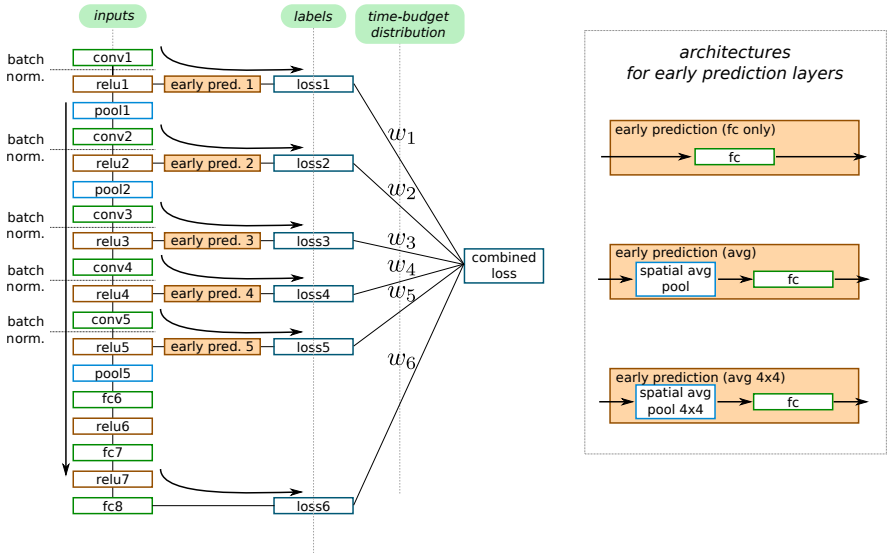 inputs
labels
time-budget
distribution
batch
norm.
conv1
relu1
early pred. 1
loss1
pool1
w1
batch
norm.
conv2
relu2
early pred. 2
loss2
pool2
w2
batch
norm.
conv3
relu3
early pred. 3
loss3
w3
batch
norm.
conv4
relu4
early pred. 4
loss4
w4
batch
norm.
conv5
relu5
early pred. 5
loss5
w5
pool5
fc6
relu6
fc7
relu7
fc8
loss6
w6
combined
loss
architectures
for early prediction layers
early prediction (fc only)
fc
early prediction (avg)
spatial avg
pool
fc
early prediction (avg 4x4)
spatial avg
pool 4x4
fc